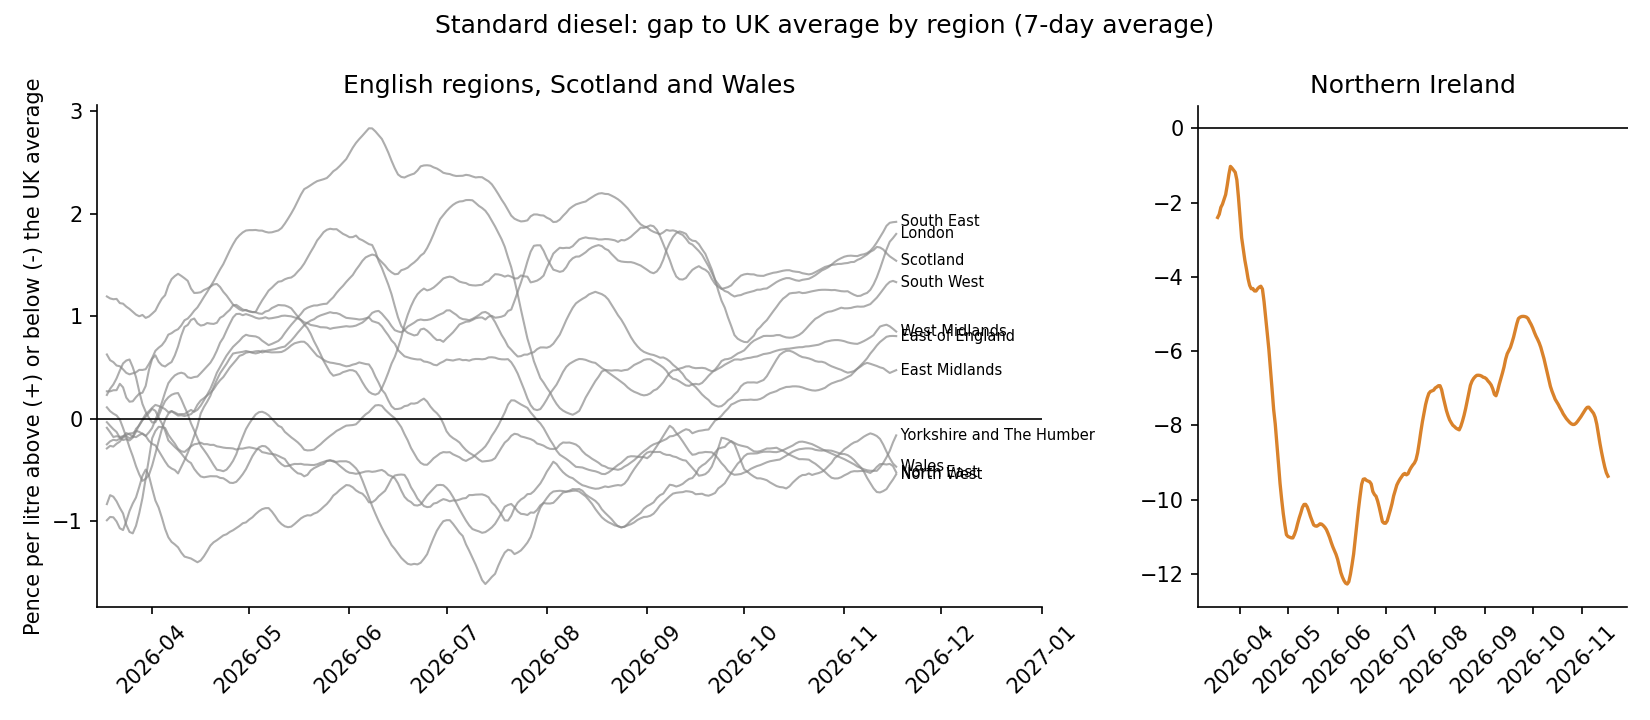 Standard diesel: gap to UK average by region (7-day average)
English regions, Scotland and Wales
Pence per litre above (+) or below (-) the UK average
3
2
1
0
−1
South East
London
Scotland
South West
West Midlands
East of England
East Midlands
Yorkshire and The Humber
Wales
North East
North West
2026-04
2026-05
2026-06
2026-07
2026-08
2026-09
2026-10
2026-11
2026-12
2027-01
Northern Ireland
0
−2
−4
−6
−8
−10
−12
2026-04
2026-05
2026-06
2026-07
2026-08
2026-09
2026-10
2026-11